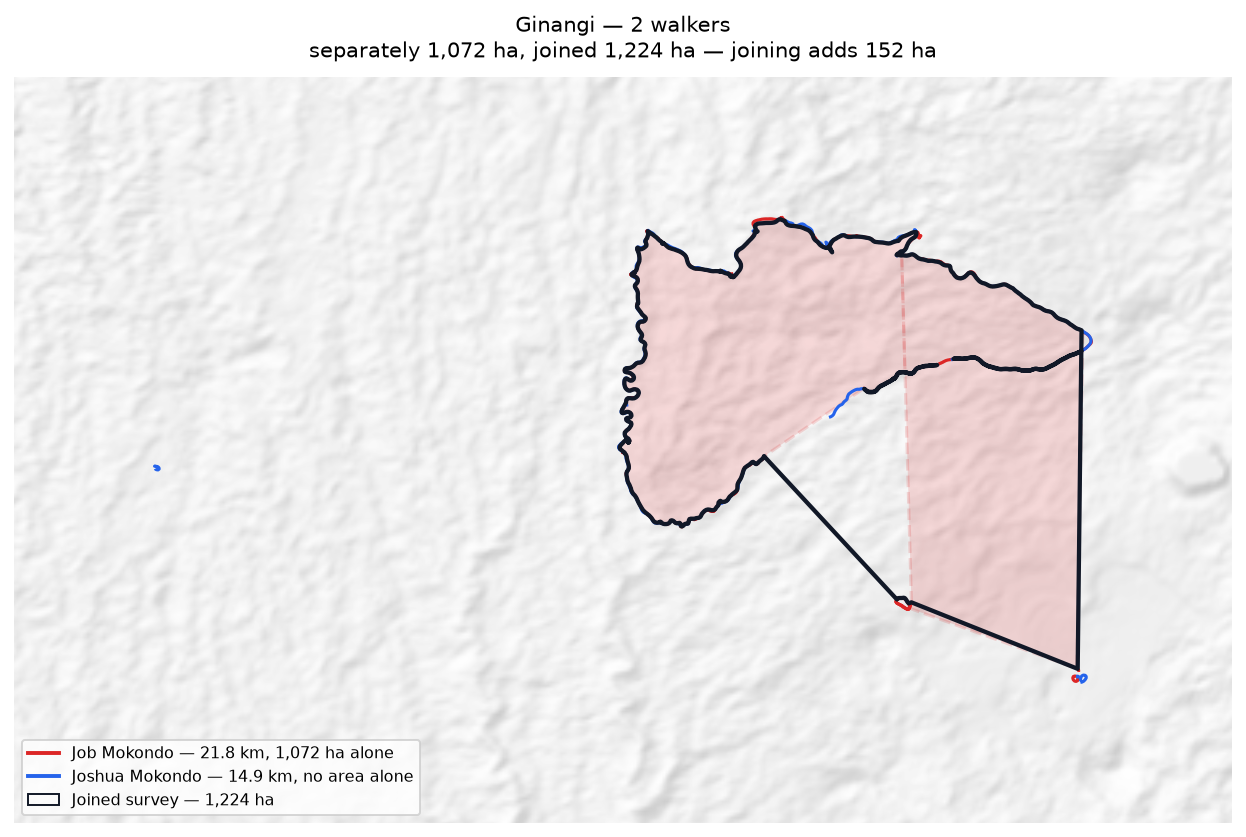 Ginangi — 2 walkers
separately 1,072 ha, joined 1,224 ha — joining adds 152 ha
Job Mokondo — 21.8 km, 1,072 ha alone
Joshua Mokondo — 14.9 km, no area alone
Joined survey — 1,224 ha